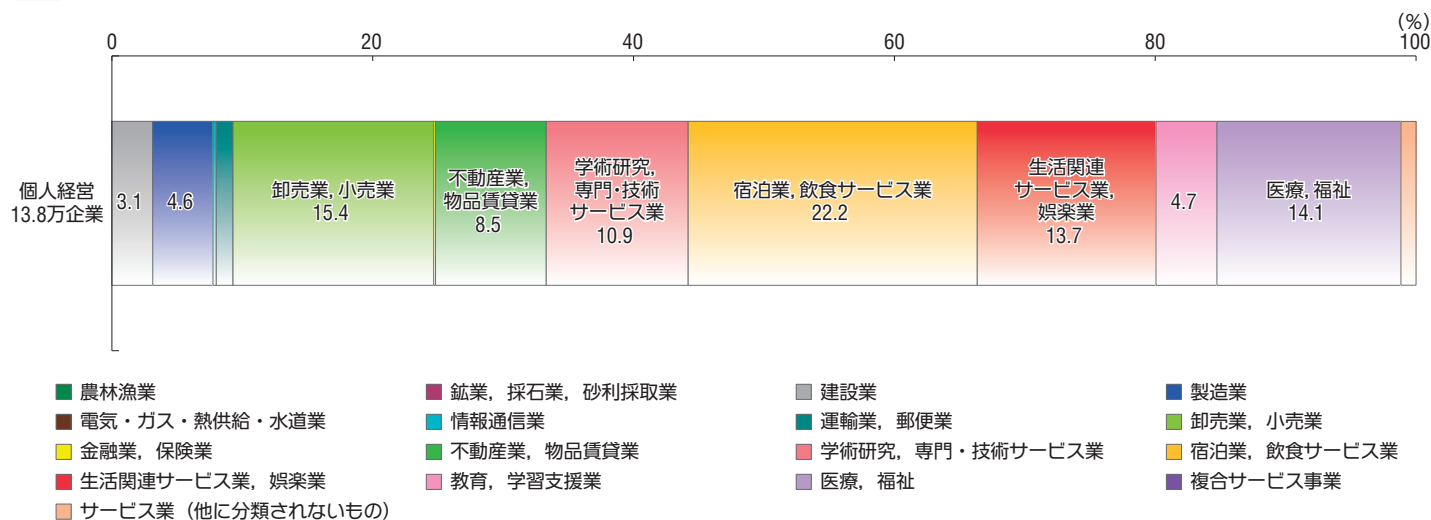 (%)
0 20 40 60 80 100
個人経営
13.8万企業
3.1
4.6
卸売業, 小売業
15.4
不動産業,
物品賃貸業
8.5
学術研究,
専門・技術
サービス業
10.9
宿泊業, 飲食サービス業
22.2
生活関連
サービス業,
娯楽業
13.7
4.7
医療, 福祉
14.1
農林漁業 鉱業，採石業，砂利採取業 建設業 製造業
電気・ガス・熱供給・水道業 情報通信業 運輸業，郵便業 卸売業，小売業
金融業，保険業 不動産業，物品賃貸業 学術研究，専門・技術サービス業 宿泊業，飲食サービス業
生活関連サービス業，娯楽業 教育，学習支援業 医療，福祉 複合サービス事業
サービス業（他に分類されないもの）